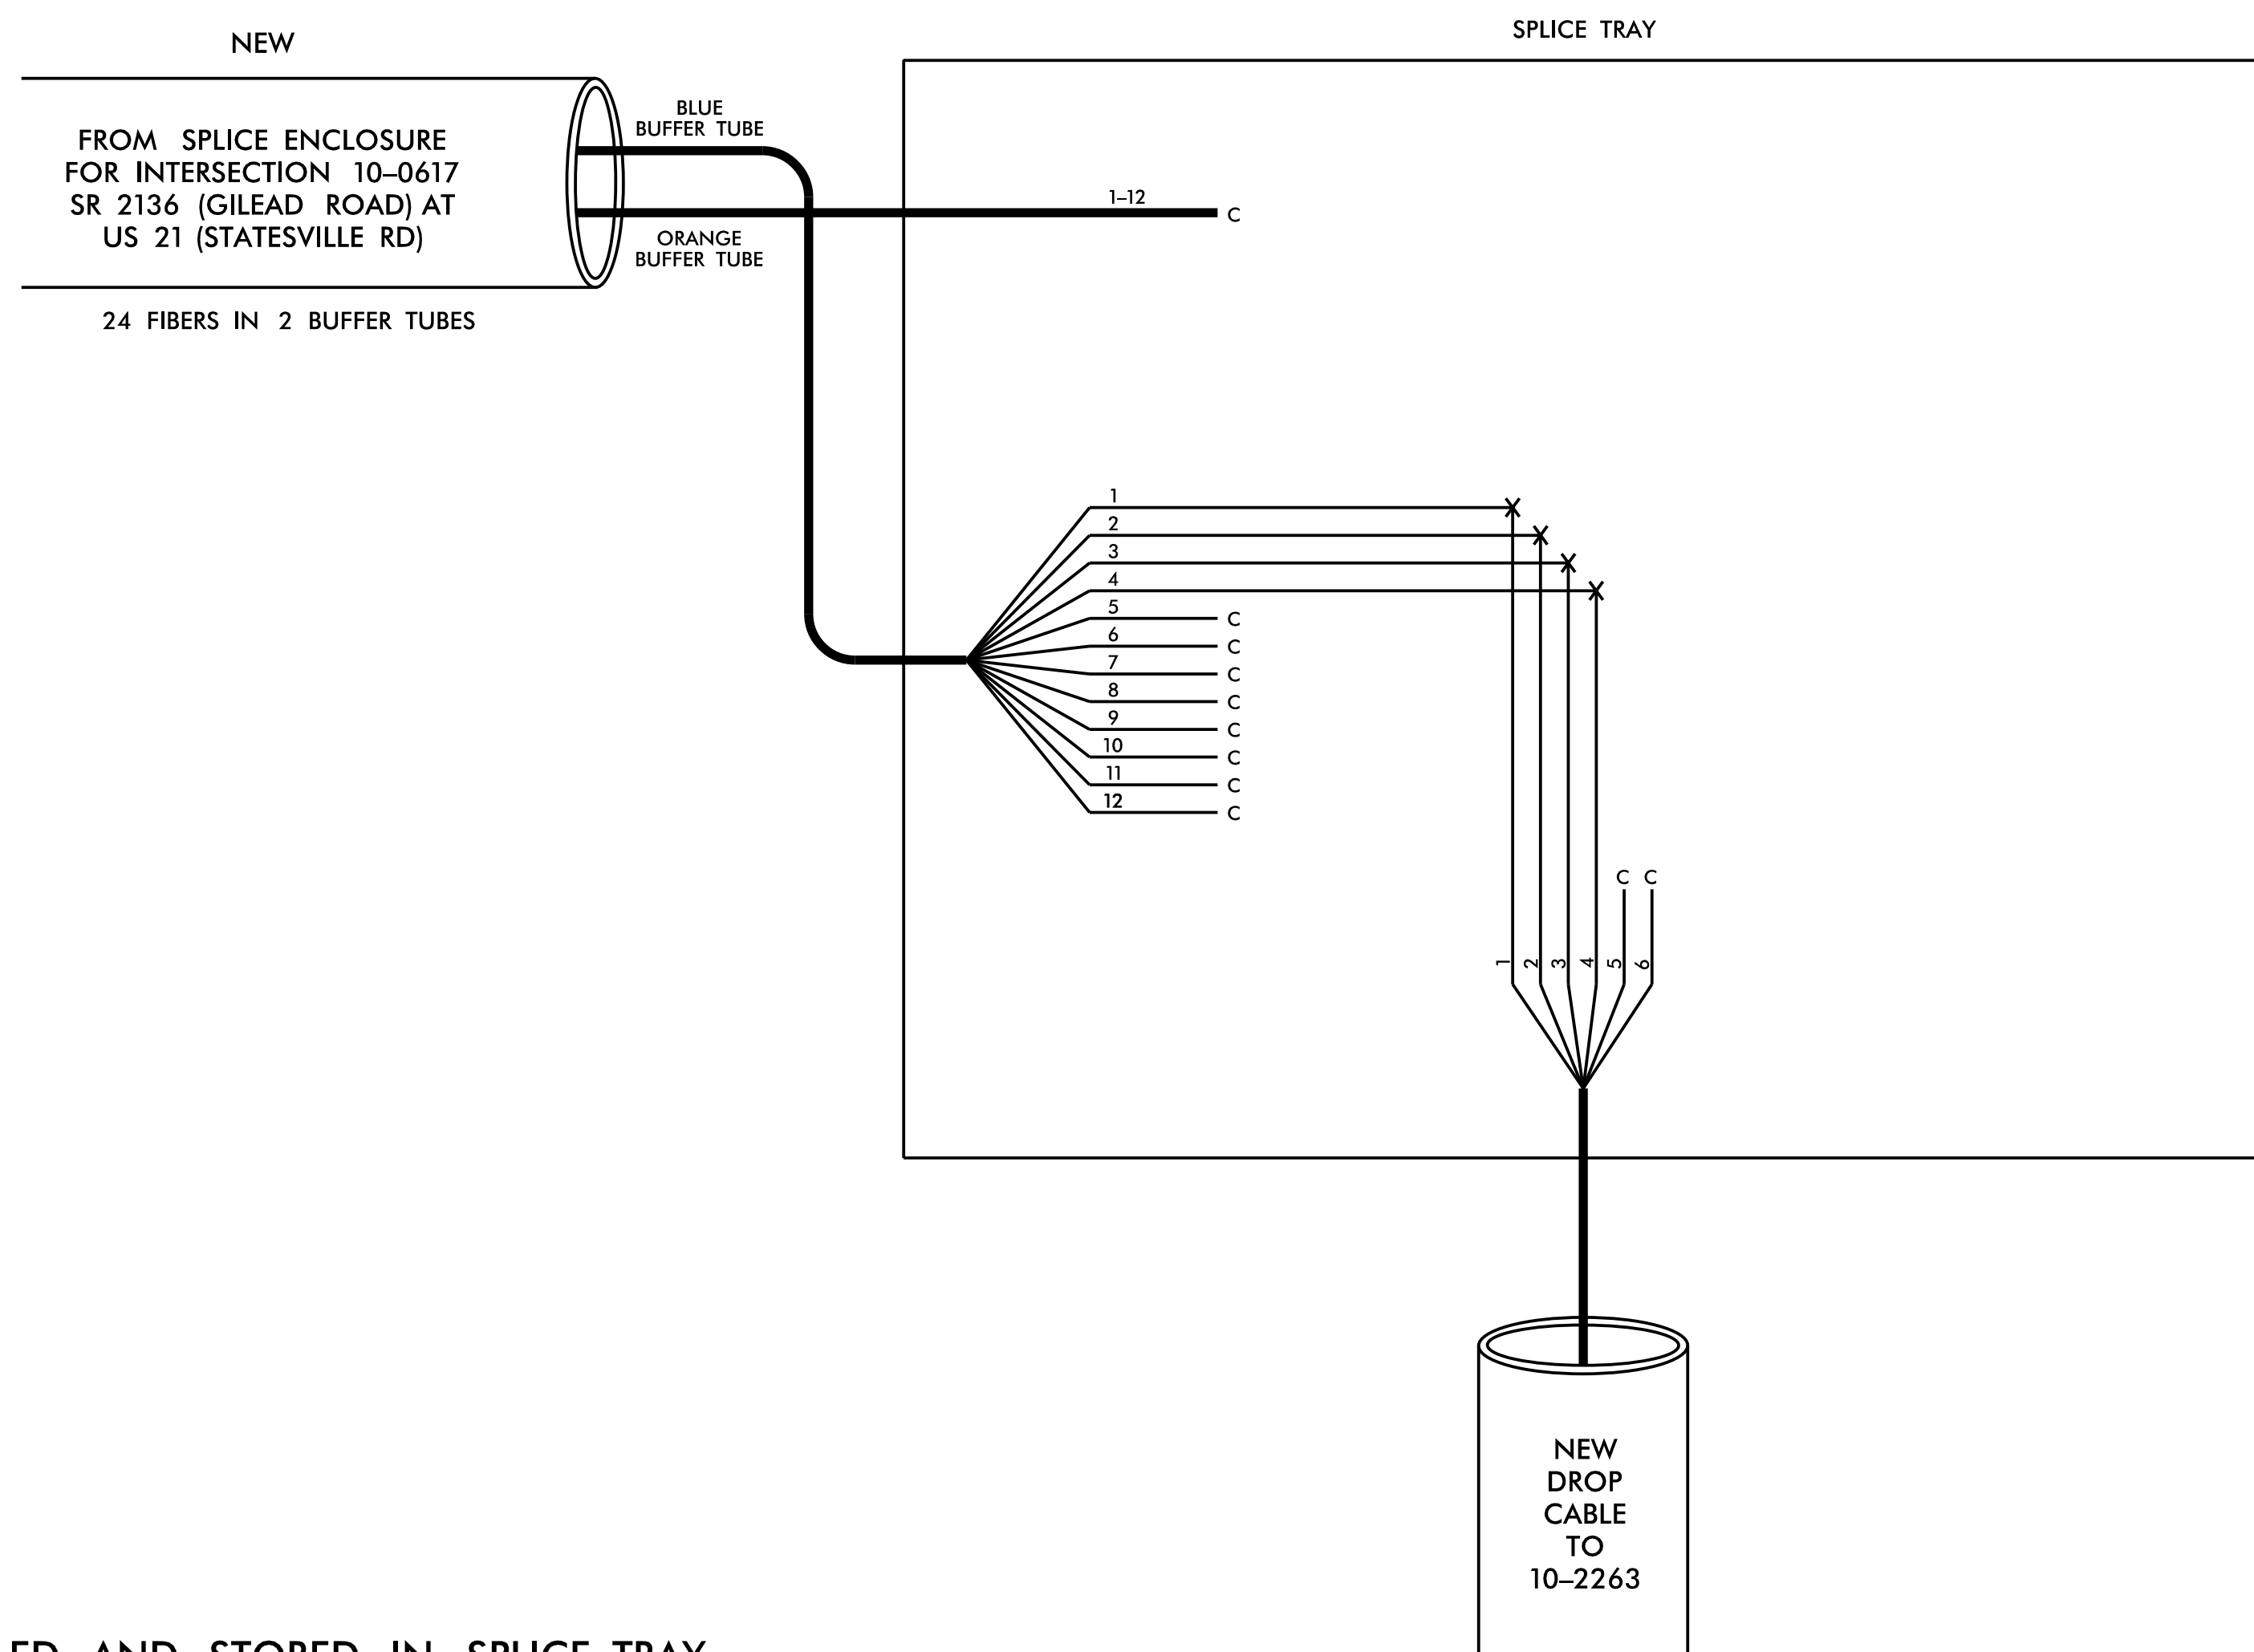 SPLICE TRAY
NEW
FROM SPLICE ENCLOSURE
FOR INTERSECTION 10–0617
SR 2136 (GILEAD ROAD) AT
US 21 (STATESVILLE RD)
24 FIBERS IN 2 BUFFER TUBES
BLUE
BUFFER TUBE
ORANGE
BUFFER TUBE
1–12 C
1
2
3
4
5 C
6 C
7 C
8 C
9 C
10 C
11 C
12 C
C C
1 2 3 4 5 6
NEW
DROP
CABLE
TO
10–2263
ED AND STORED IN SPLICE TRAY